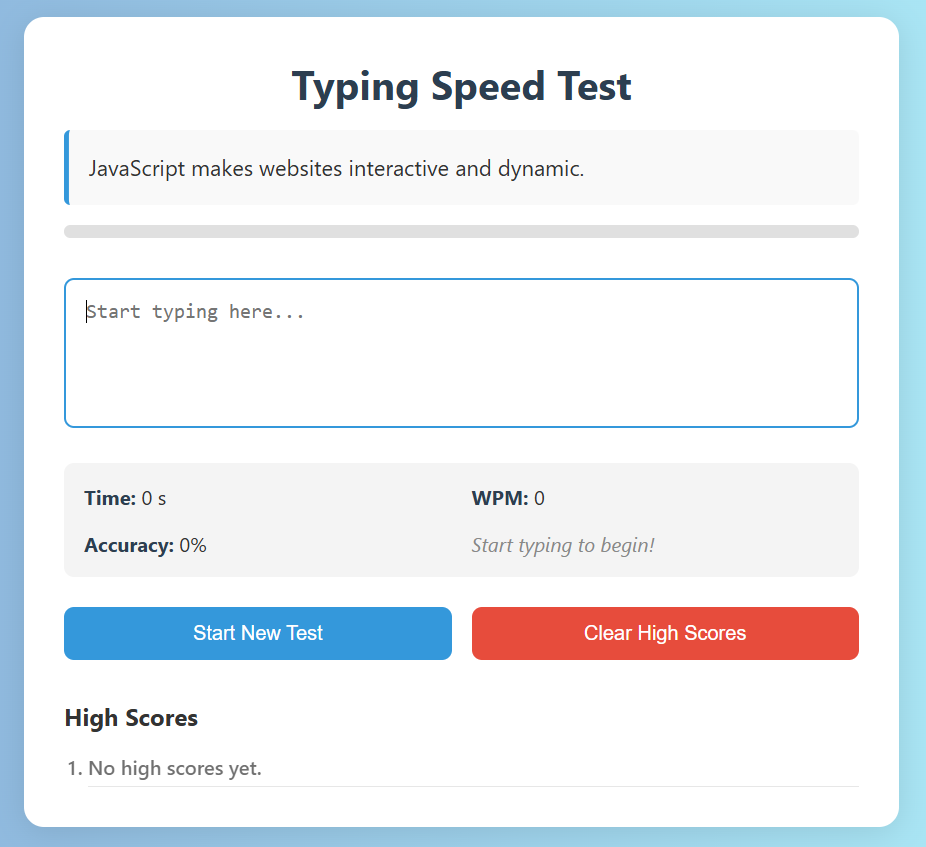 Typing Speed Test
JavaScript makes websites interactive and dynamic.
Start typing here...
Time: 0 s
WPM: 0
Accuracy: 0%
Start typing to begin!
Start New Test
Clear High Scores
High Scores
1. No high scores yet.